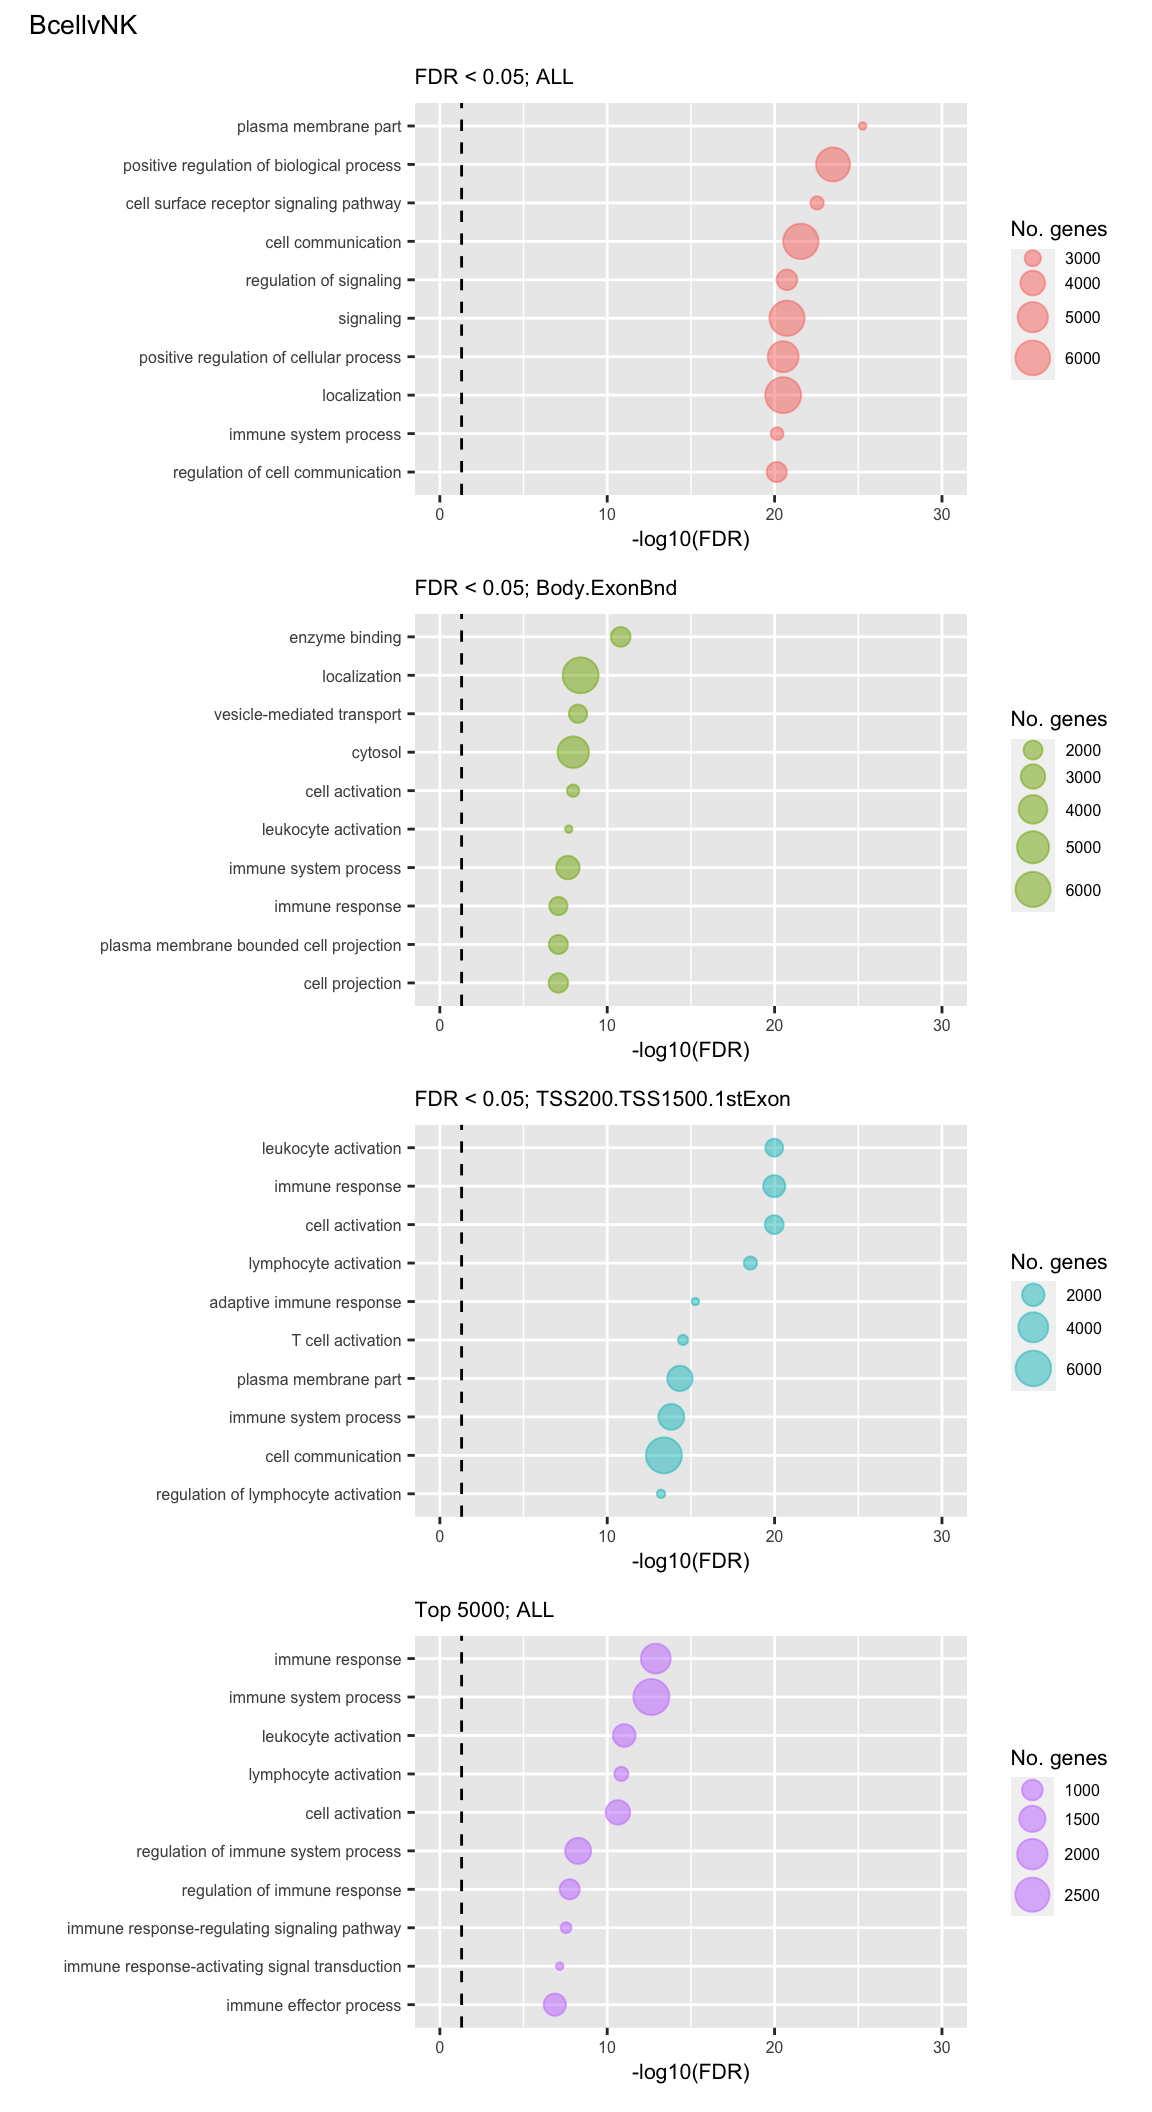 BcellvNK
FDR < 0.05; ALL
plasma membrane part
positive regulation of biological process
cell surface receptor signaling pathway
cell communication
regulation of signaling
signaling
positive regulation of cellular process
localization
immune system process
regulation of cell communication
0 10 20 30
-log10(FDR)
No. genes
3000
4000
5000
6000
FDR < 0.05; Body.ExonBnd
enzyme binding
localization
vesicle-mediated transport
cytosol
cell activation
leukocyte activation
immune system process
immune response
plasma membrane bounded cell projection
cell projection
0 10 20 30
-log10(FDR)
No. genes
2000
3000
4000
5000
6000
FDR < 0.05; TSS200.TSS1500.1stExon
leukocyte activation
immune response
cell activation
lymphocyte activation
adaptive immune response
T cell activation
plasma membrane part
immune system process
cell communication
regulation of lymphocyte activation
0 10 20 30
-log10(FDR)
No. genes
2000
4000
6000
Top 5000; ALL
immune response
immune system process
leukocyte activation
lymphocyte activation
cell activation
regulation of immune system process
regulation of immune response
immune response-regulating signaling pathway
immune response-activating signal transduction
immune effector process
0 10 20 30
-log10(FDR)
No. genes
1000
1500
2000
2500